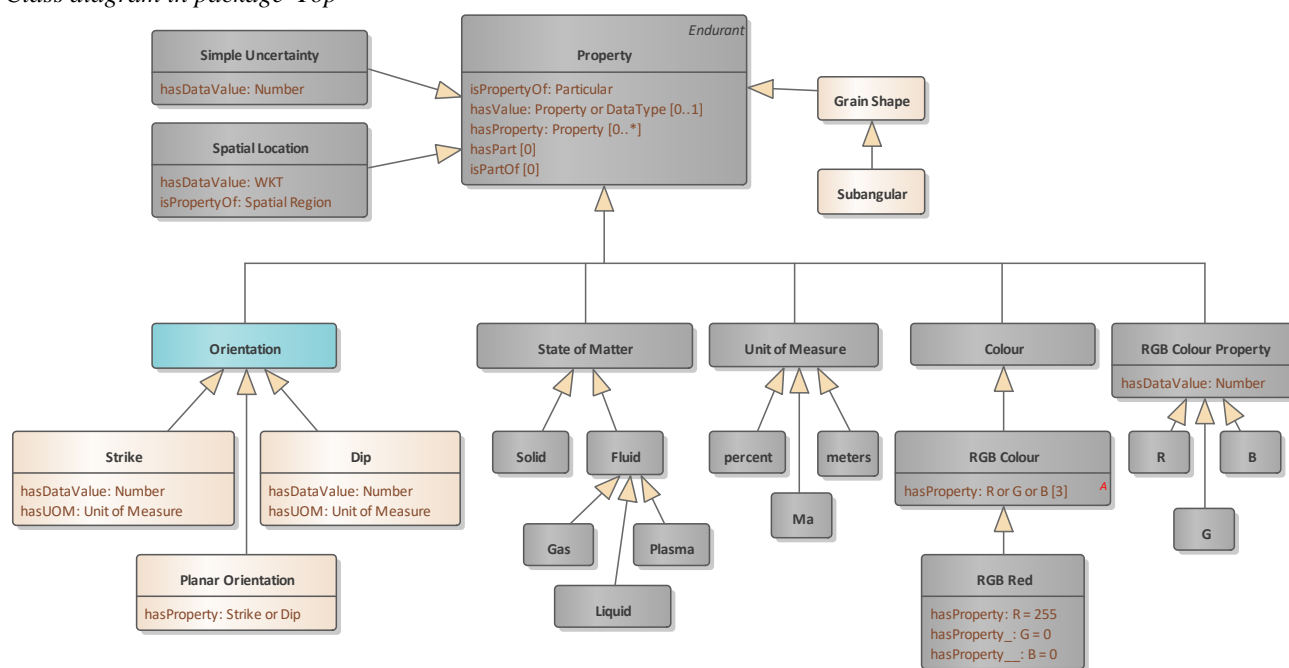 Class diagram in package 'Top'
Endurant
Simple Uncertainty
hasDataValue: Number
Property
isPropertyOf: Particular
hasValue: Property or DataType [0..1]
hasProperty: Property [0..*]
hasPart [0]
isPartOf [0]
Grain Shape
Subangular
Spatial Location
hasDataValue: WKT
isPropertyOf: Spatial Region
Orientation
State of Matter
Unit of Measure
Colour
RGB Colour Property
hasDataValue: Number
Strike
hasDataValue: Number
hasUOM: Unit of Measure
Dip
hasDataValue: Number
hasUOM: Unit of Measure
Planar Orientation
hasProperty: Strike or Dip
Solid
Fluid
Gas
Plasma
Liquid
percent
meters
Ma
RGB Colour
hasProperty: R or G or B [3]
A
RGB Red
hasProperty: R = 255
hasProperty_: G = 0
hasProperty__: B = 0
R
B
G